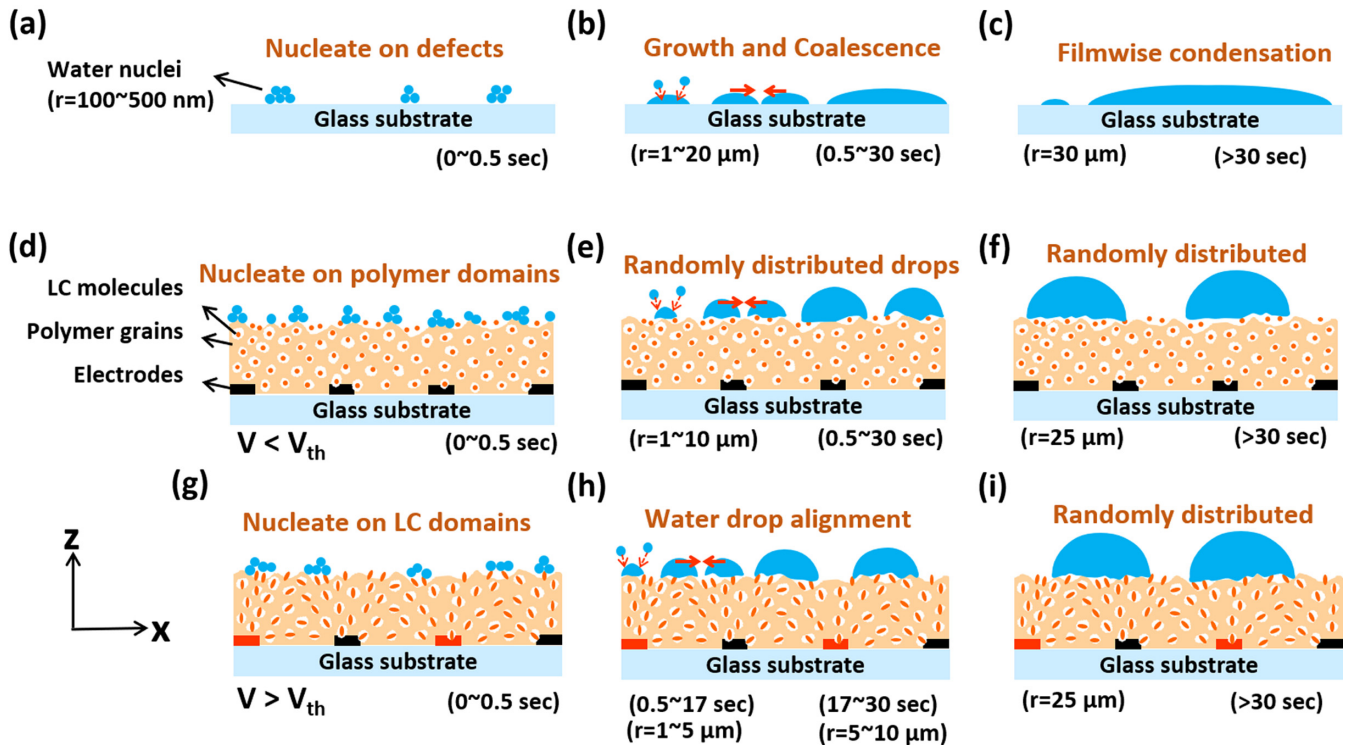 (a)
Nucleate on defects
Water nuclei
(r=100~500 nm)
Glass substrate
(0~0.5 sec)
(b)
Growth and Coalescence
Glass substrate
(r=1~20 μm)
(0.5~30 sec)
(c)
Filmwise condensation
Glass substrate
(r=30 μm)
(>30 sec)
(d)
Nucleate on polymer domains
LC molecules
Polymer grains
Electrodes
Glass substrate
V < Vth
(0~0.5 sec)
(e)
Randomly distributed drops
Glass substrate
(r=1~10 μm)
(0.5~30 sec)
(f)
Randomly distributed
Glass substrate
(r=25 μm)
(>30 sec)
z
x
(g)
Nucleate on LC domains
Glass substrate
V > Vth
(0~0.5 sec)
(h)
Water drop alignment
Glass substrate
(0.5~17 sec)
(r=1~5 μm)
(17~30 sec)
(r=5~10 μm)
(i)
Randomly distributed
Glass substrate
(r=25 μm)
(>30 sec)